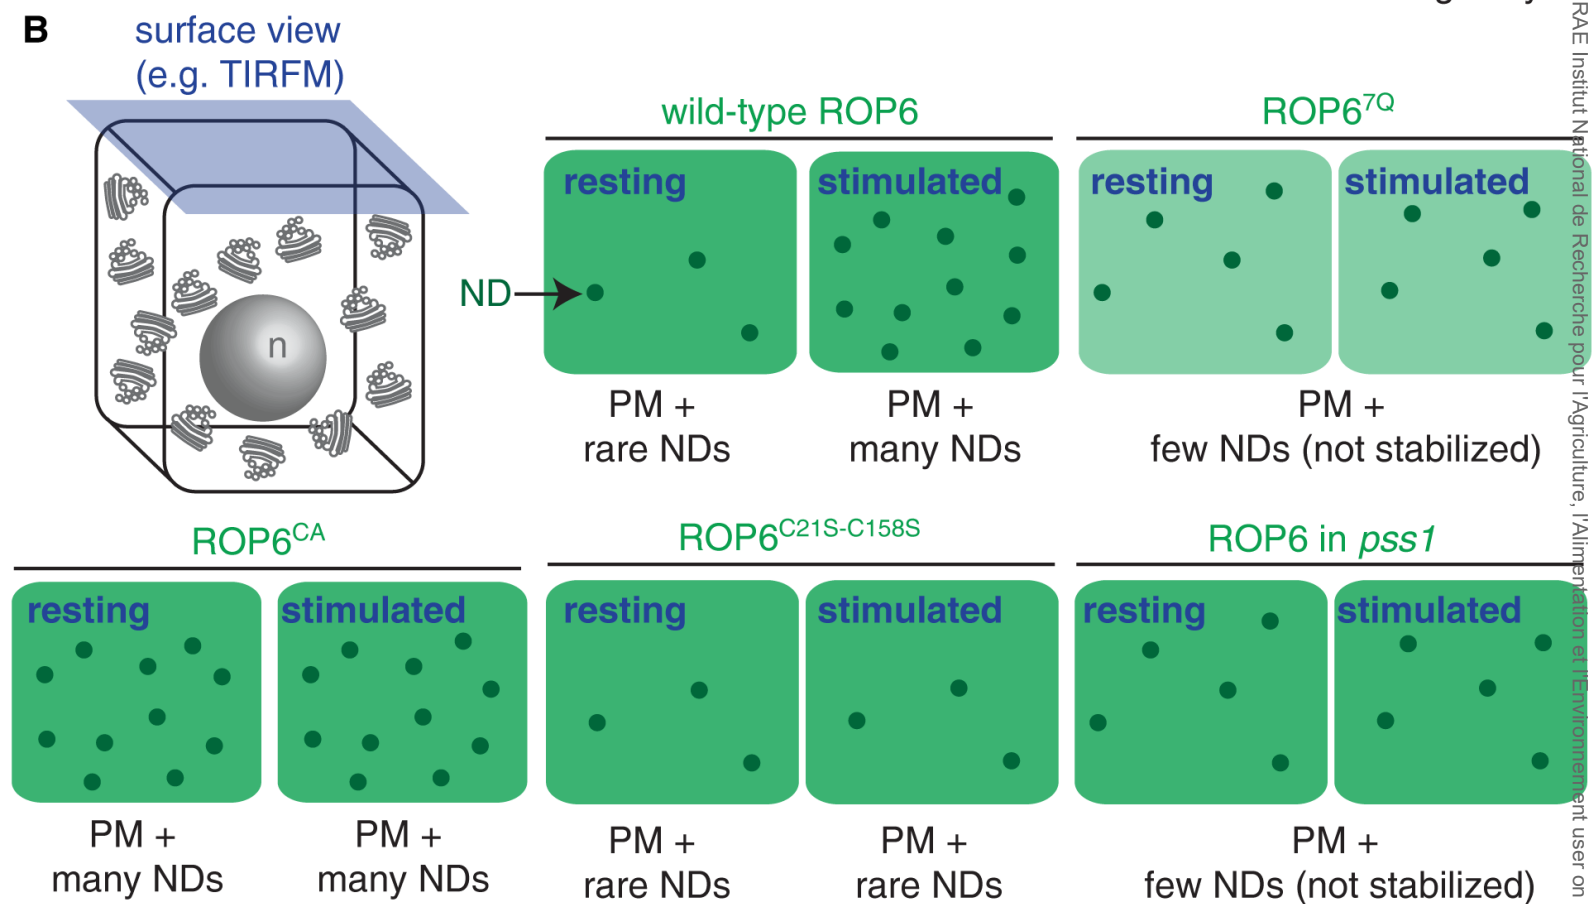 B
surface view
(e.g. TIRFM)
n
wild-type ROP6
resting
stimulated
ND
PM +
rare NDs
PM +
many NDs
ROP6^7Q
resting
stimulated
PM +
few NDs (not stabilized)
ROP6^CA
resting
stimulated
PM +
many NDs
PM +
many NDs
ROP6^C21S-C158S
resting
stimulated
PM +
rare NDs
PM +
rare NDs
ROP6 in pss1
resting
stimulated
PM +
few NDs (not stabilized)
RAE Institut National de Recherche pour l'Agriculture, l'Alimentation et l'Environnement user on